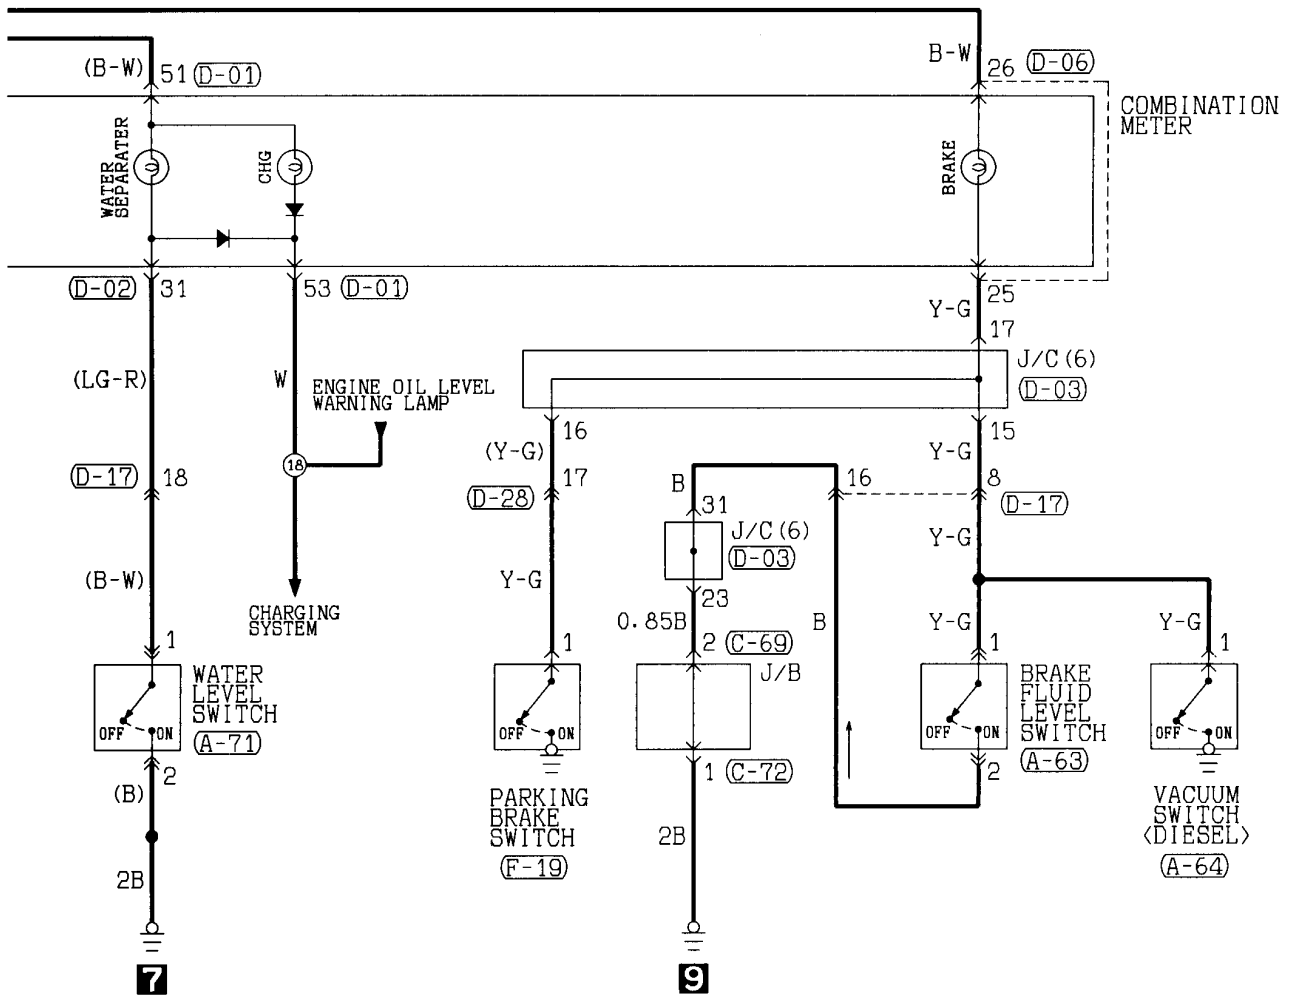 (B-W)
51
D-01
B-W
26
D-06
COMBINATION
METER
WATER
SEPARATER
CHG
BRAKE
D-02
31
53
D-01
25
Y-G
17
J/C(6)
D-03
(LG-R)
W
ENGINE OIL LEVEL
WARNING LAMP
16
15
(Y-G)
Y-G
18
D-17
18
17
D-28
B
31
16
8
D-17
J/C(6)
D-03
Y-G
(B-W)
Y-G
23
CHARGING
SYSTEM
0.85B
B
Y-G
Y-G
1
1
2
C-69
1
1
WATER
LEVEL
SWITCH
A-71
OFF
ON
J/B
OFF
ON
BRAKE
FLUID
LEVEL
SWITCH
A-63
OFF
ON
OFF
ON
2
(B)
1
C-72
2
PARKING
BRAKE
SWITCH
F-19
2B
VACUUM
SWITCH
<DIESEL>
A-64
2B
7
9